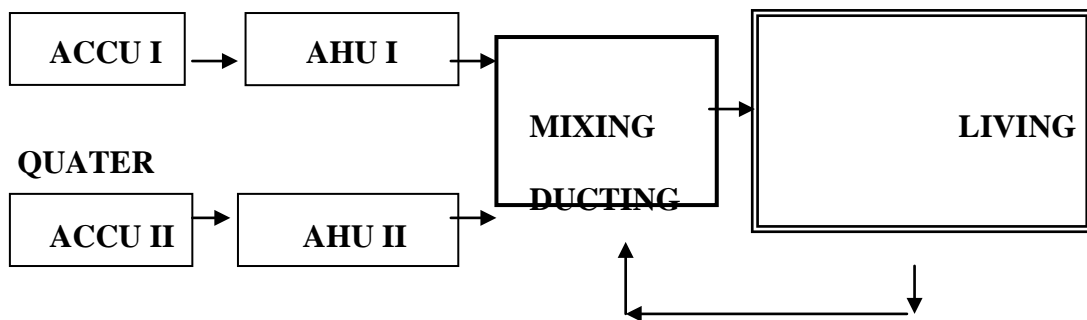 ACCU I
AHU I
MIXING
LIVING
QUATER
DUCTING
ACCU II
AHU II